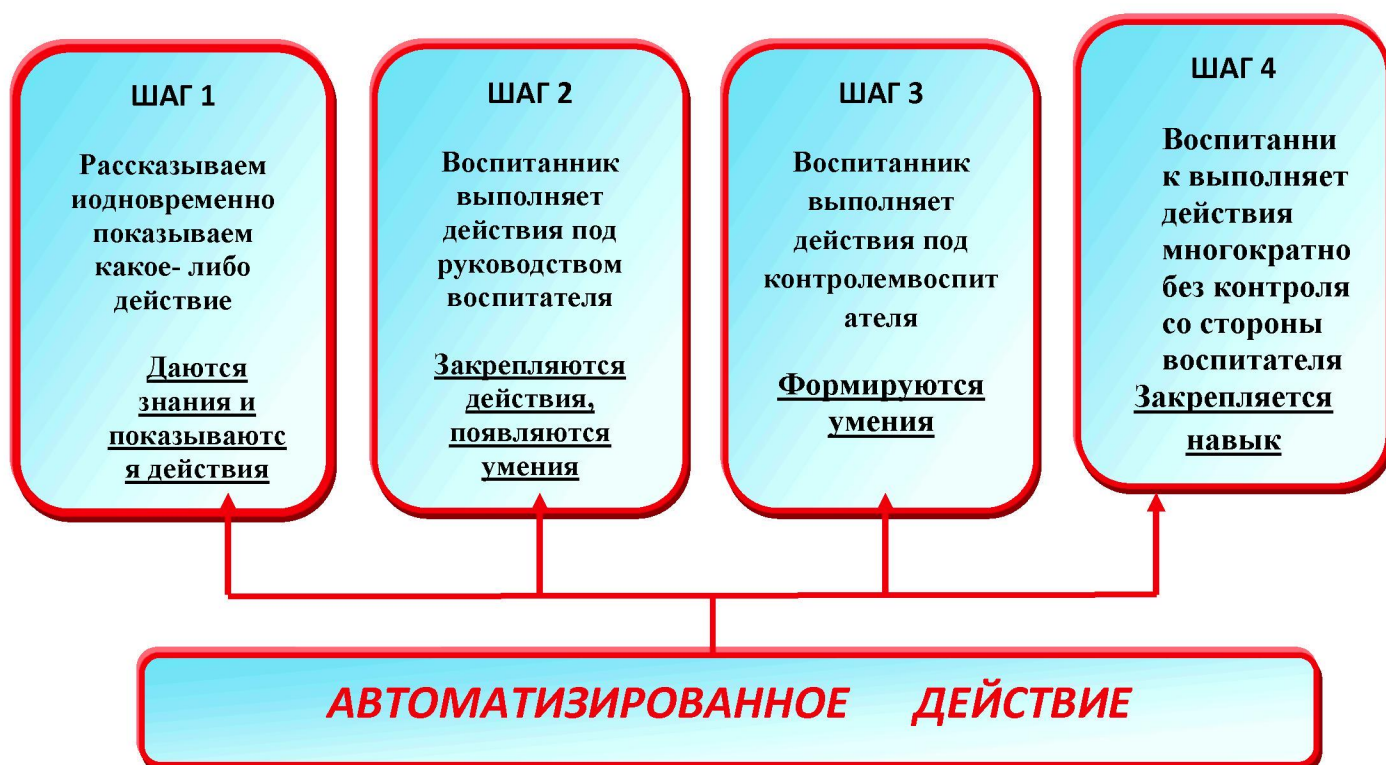 ШАГ 1
Рассказываем
иодновременно
показываем
какое- либо
действие
Даются
знания и
показываютс
я действия
ШАГ 2
Воспитанник
выполняет
действия под
руководством
воспитателя
Закрепляются
действия,
появляются
умения
ШАГ 3
Воспитанник
выполняет
действия под
контролемвоспит
ателя
Формируются
умения
ШАГ 4
Воспитанни
к выполняет
действия
многократно
без контроля
со стороны
воспитателя
Закрепляется
навык
АВТОМАТИЗИРОВАННОЕ ДЕЙСТВИЕ